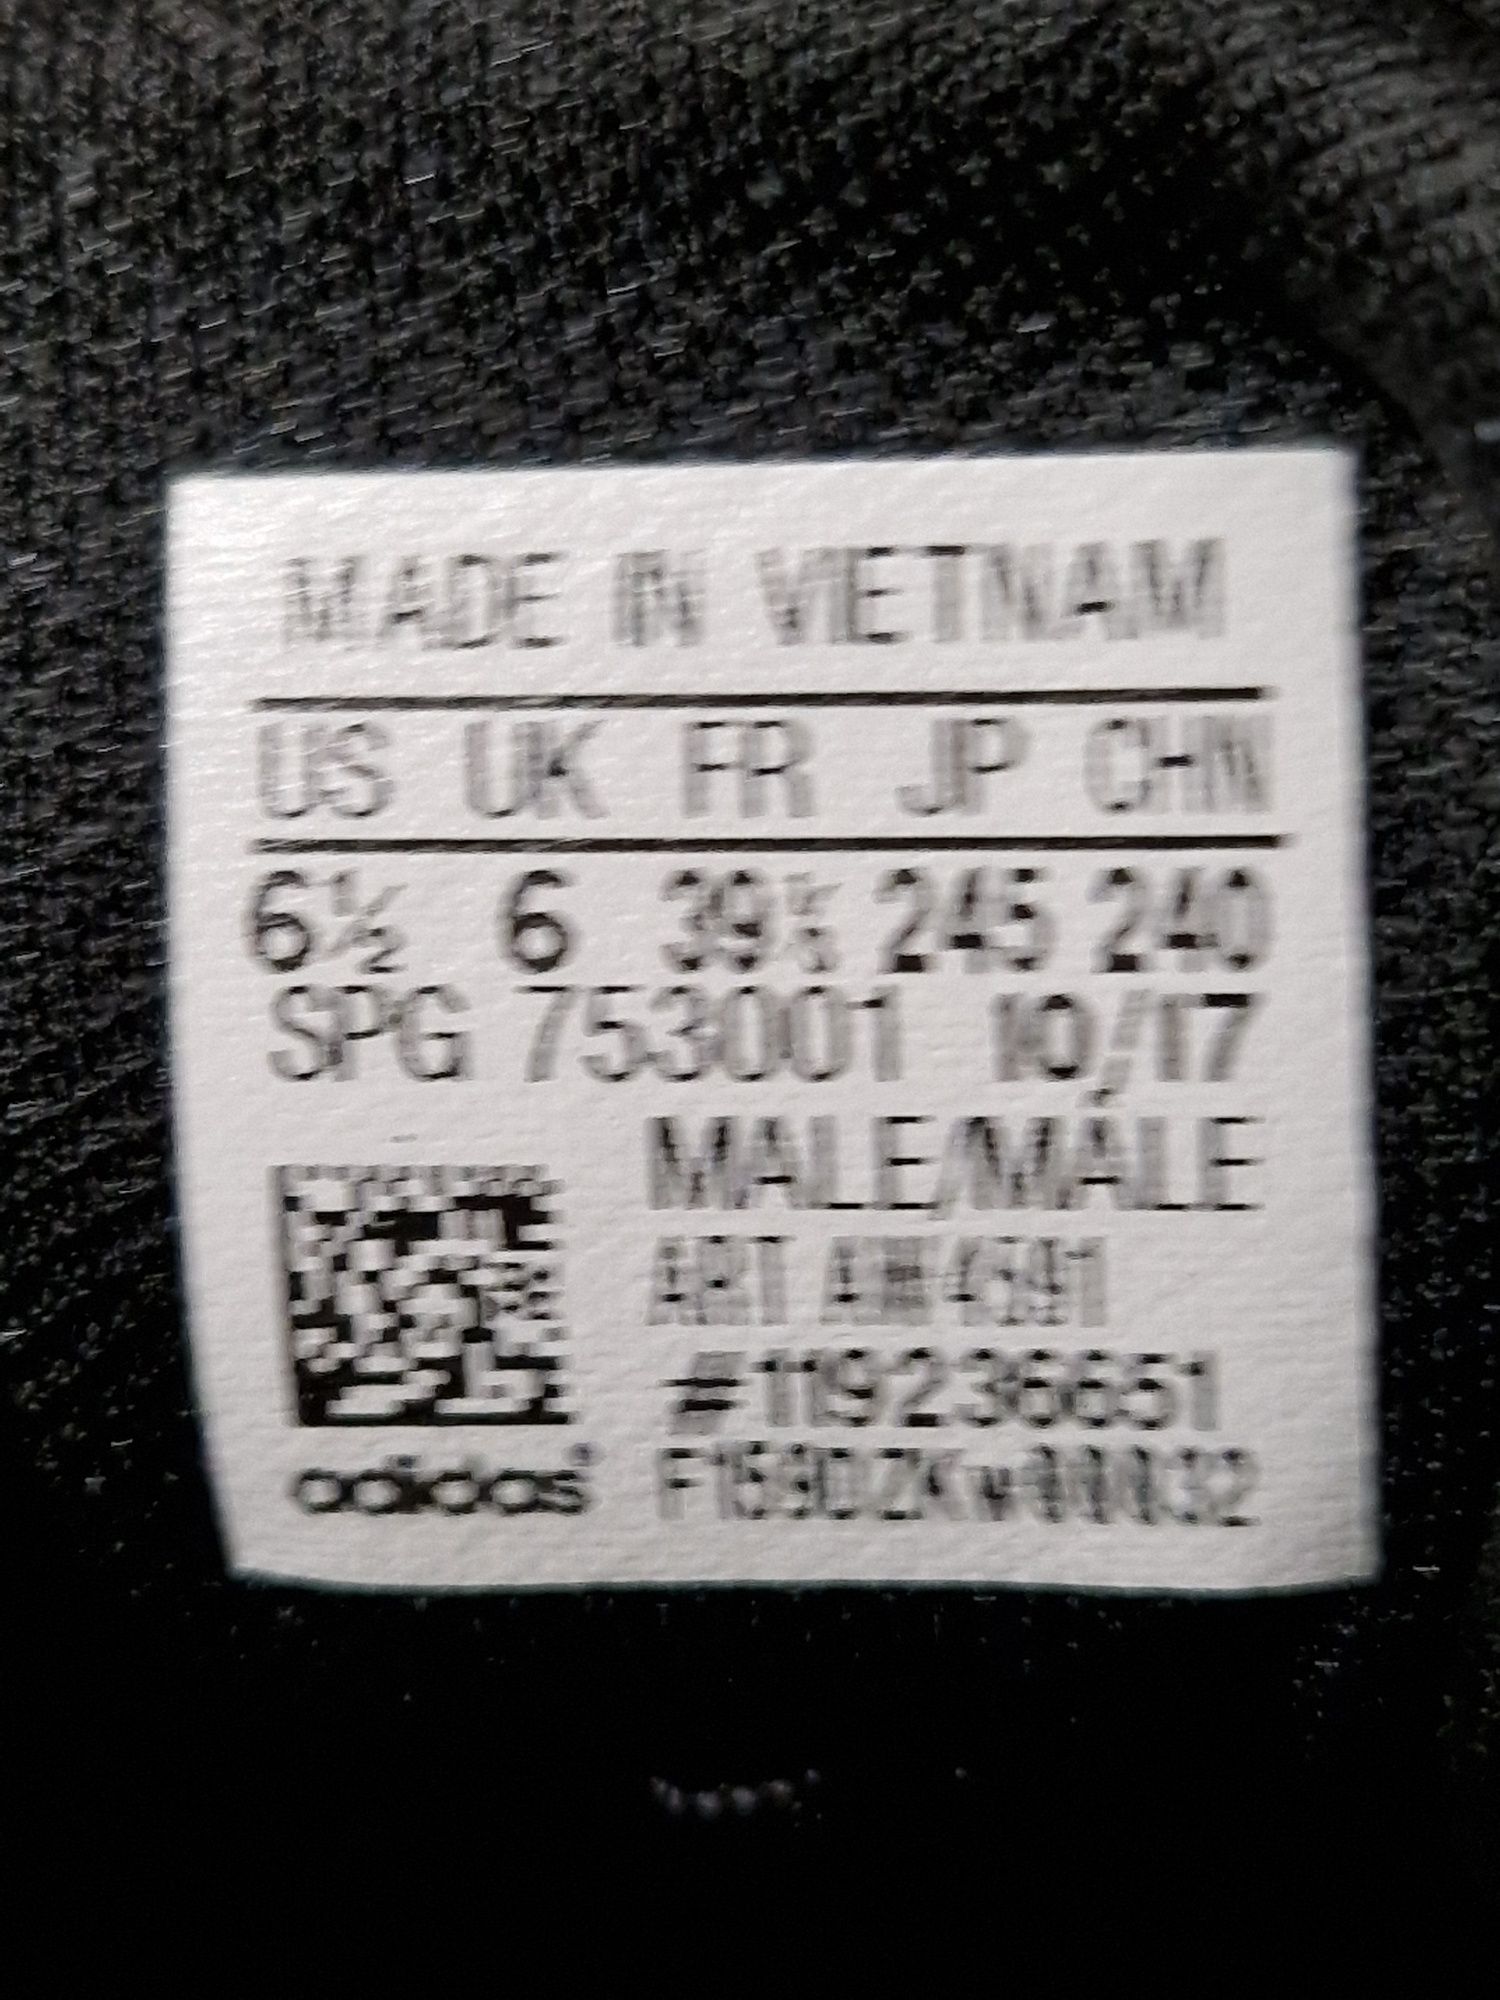 MADE IN VIETNAM
US UK FR JP CHN
6½ 6 39⅓ 245 240
SPG 753001 10/17
MALE/MÂLE
ART
#119236651
adidas